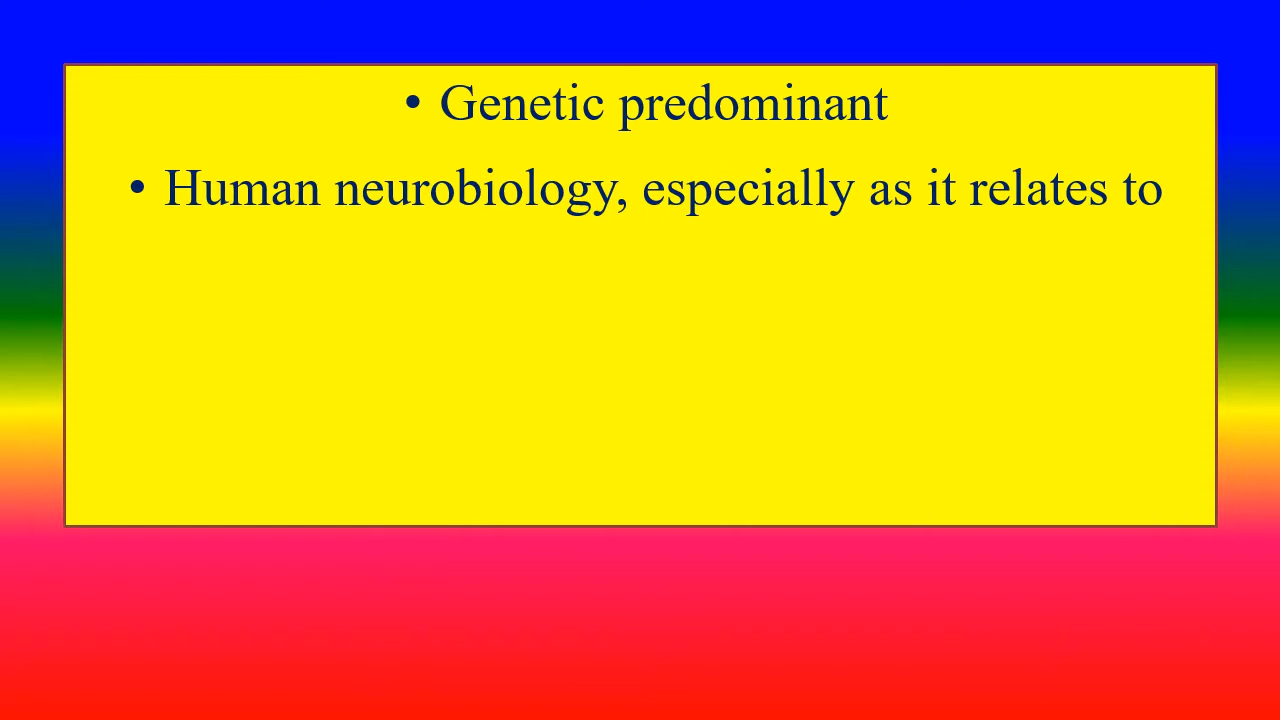 • Genetic predominant
• Human neurobiology, especially as it relates to